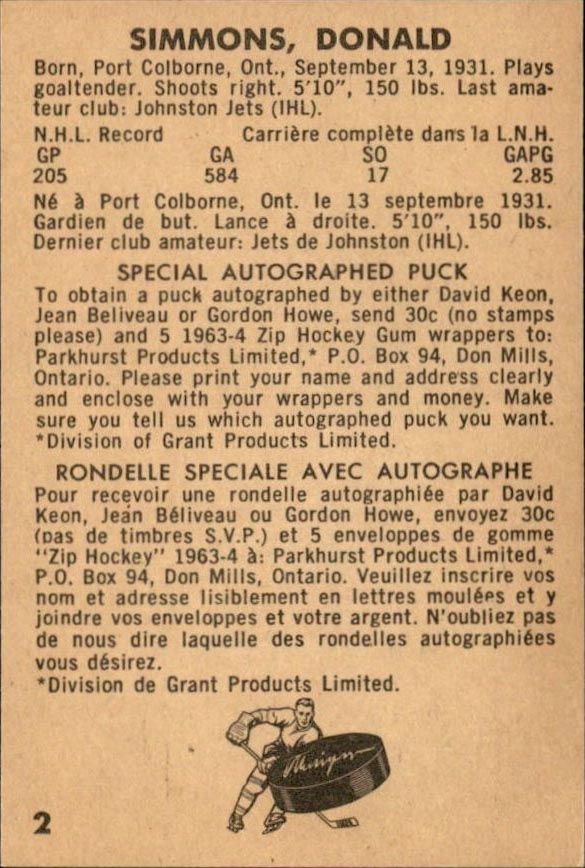 SIMMONS, DONALD
Born, Port Colborne, Ont., September 13, 1931. Plays
goaltender. Shoots right. 5'10", 150 lbs. Last ama-
teur club: Johnston Jets (IHL).
N.H.L. Record Carrière complète dans la L.N.H.
GP GA SO GAPG
205 584 17 2.85
Né à Port Colborne, Ont. le 13 septembre 1931.
Gardien de but. Lance à droite. 5'10", 150 lbs.
Dernier club amateur: Jets de Johnston (IHL).
SPECIAL AUTOGRAPHED PUCK
To obtain a puck autographed by either David Keon,
Jean Beliveau or Gordon Howe, send 30c (no stamps
please) and 5 1963-4 Zip Hockey Gum wrappers to:
Parkhurst Products Limited,* P.O. Box 94, Don Mills,
Ontario. Please print your name and address clearly
and enclose with your wrappers and money. Make
sure you tell us which autographed puck you want.
*Division of Grant Products Limited.
RONDELLE SPECIALE AVEC AUTOGRAPHE
Pour recevoir une rondelle autographiée par David
Keon, Jean Béliveau ou Gordon Howe, envoyez 30c
(pas de timbres S.V.P.) et 5 enveloppes de gomme
"Zip Hockey" 1963-4 à: Parkhurst Products Limited,*
P.O. Box 94, Don Mills, Ontario. Veuillez inscrire vos
nom et adresse lisiblement en lettres moulées et y
joindre vos enveloppes et votre argent. N'oubliez pas
de nous dire laquelle des rondelles autographiées
vous désirez.
*Division de Grant Products Limited.
2